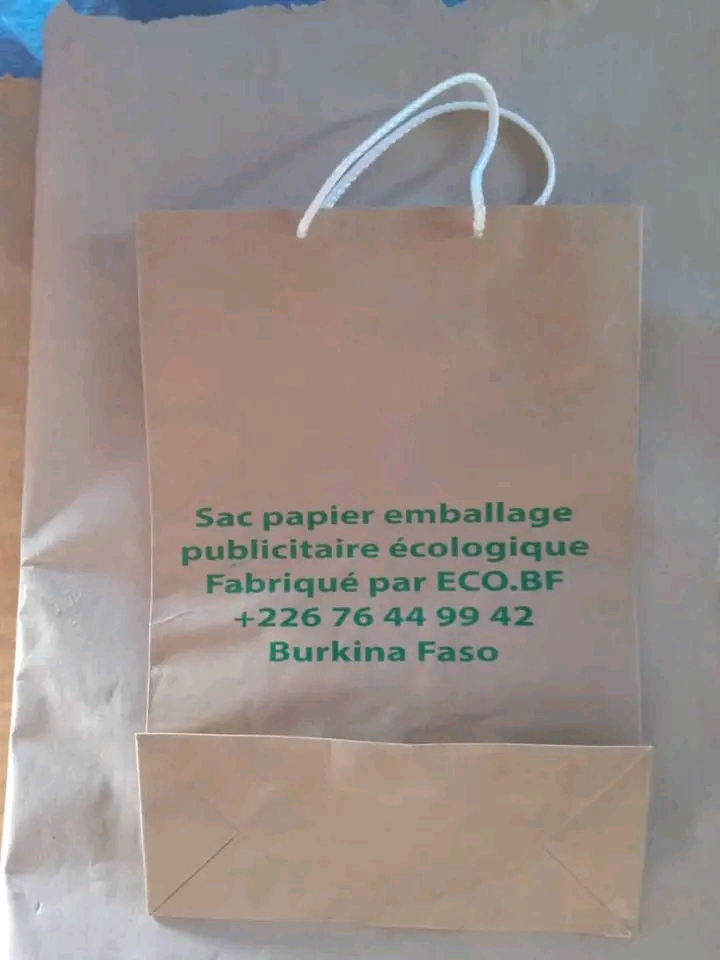 Sac papier emballage
publicitaire écologique
Fabriqué par ECO.BF
+226 76 44 99 42
Burkina Faso